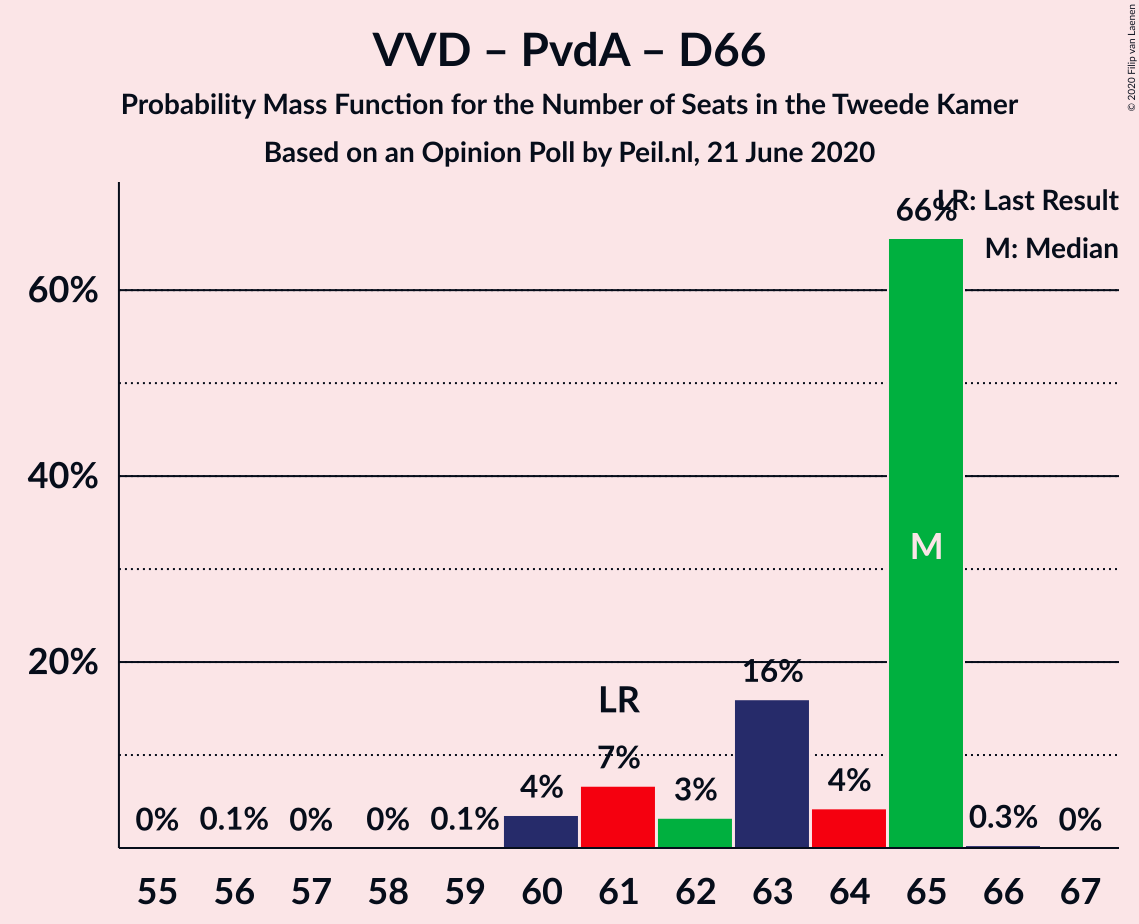 VVD – PvdA – D66
Probability Mass Function for the Number of Seats in the Tweede Kamer
Based on an Opinion Poll by Peil.nl, 21 June 2020
© 2020 Filip van Laenen
LR: Last Result
M: Median
60%
40%
20%
0%
0.1%
0%
0%
0.1%
4%
LR
7%
3%
16%
4%
66%
M
0.3%
0%
55 56 57 58 59 60 61 62 63 64 65 66 67